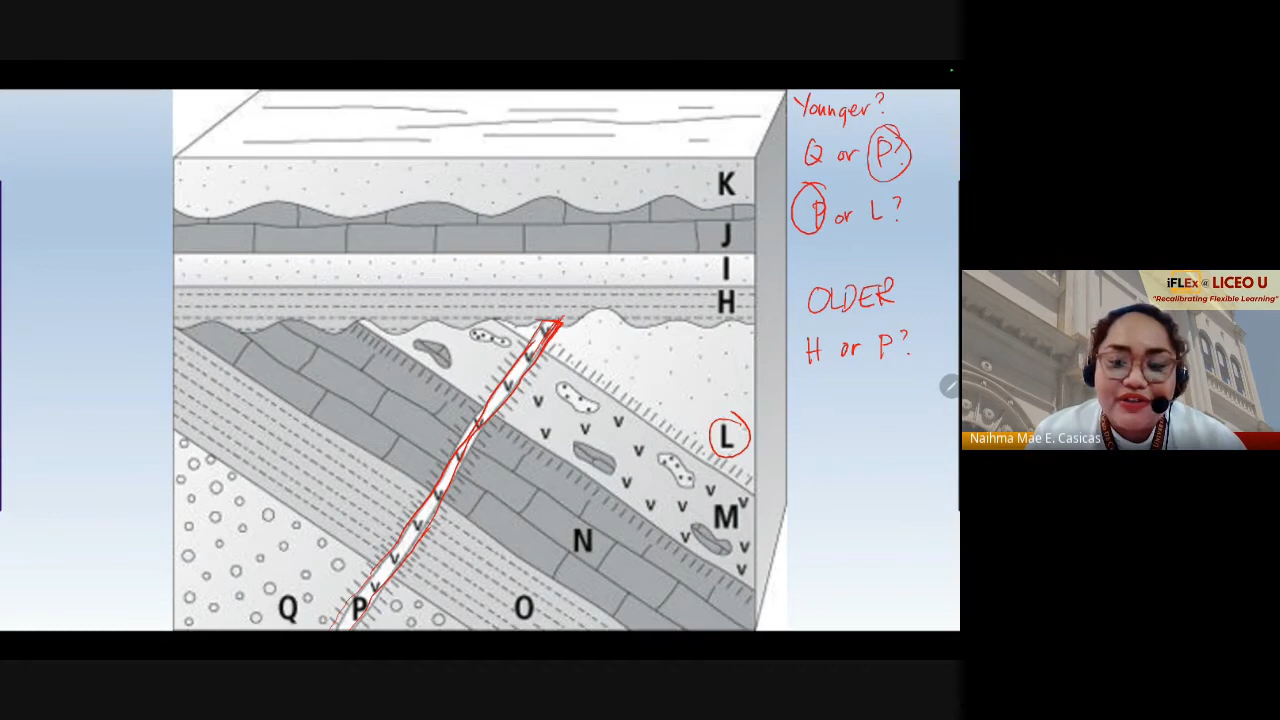 Younger?
Q or P?
P or L?
OLDER
H or P?
K
J
I
H
L
M
N
Q P O
iFLEx @ LICEO U
"Recalibrating Flexible Learning"
Naihma Mae E. Casicas